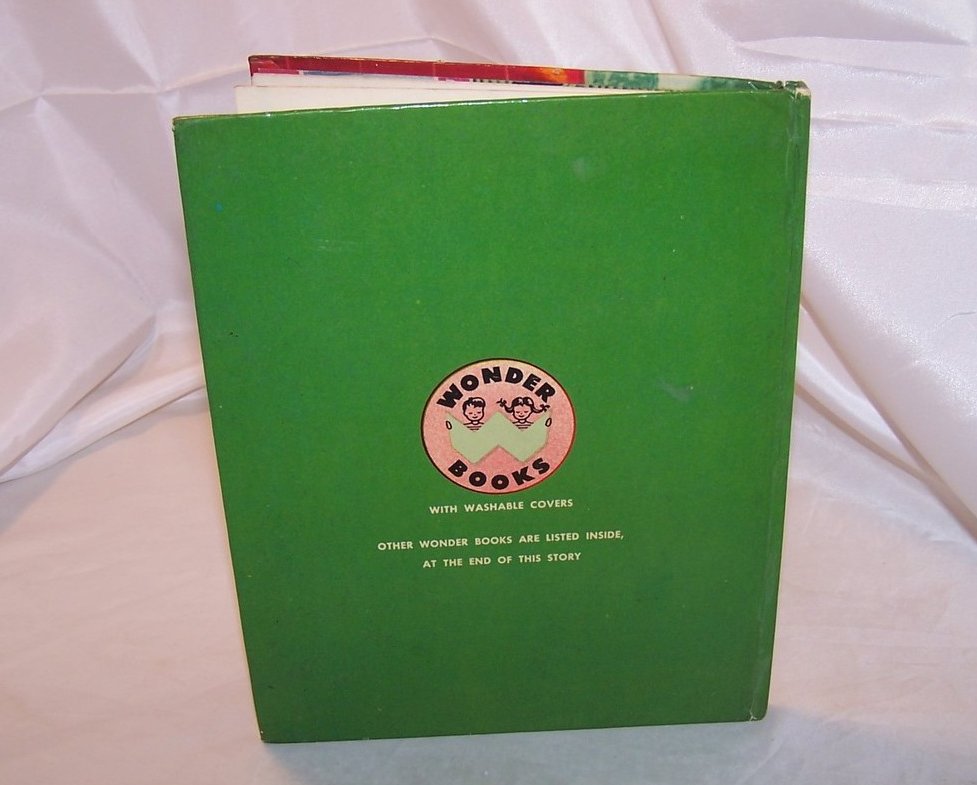 WONDER
BOOKS
WITH WASHABLE COVERS
OTHER WONDER BOOKS ARE LISTED INSIDE,
AT THE END OF THIS STORY